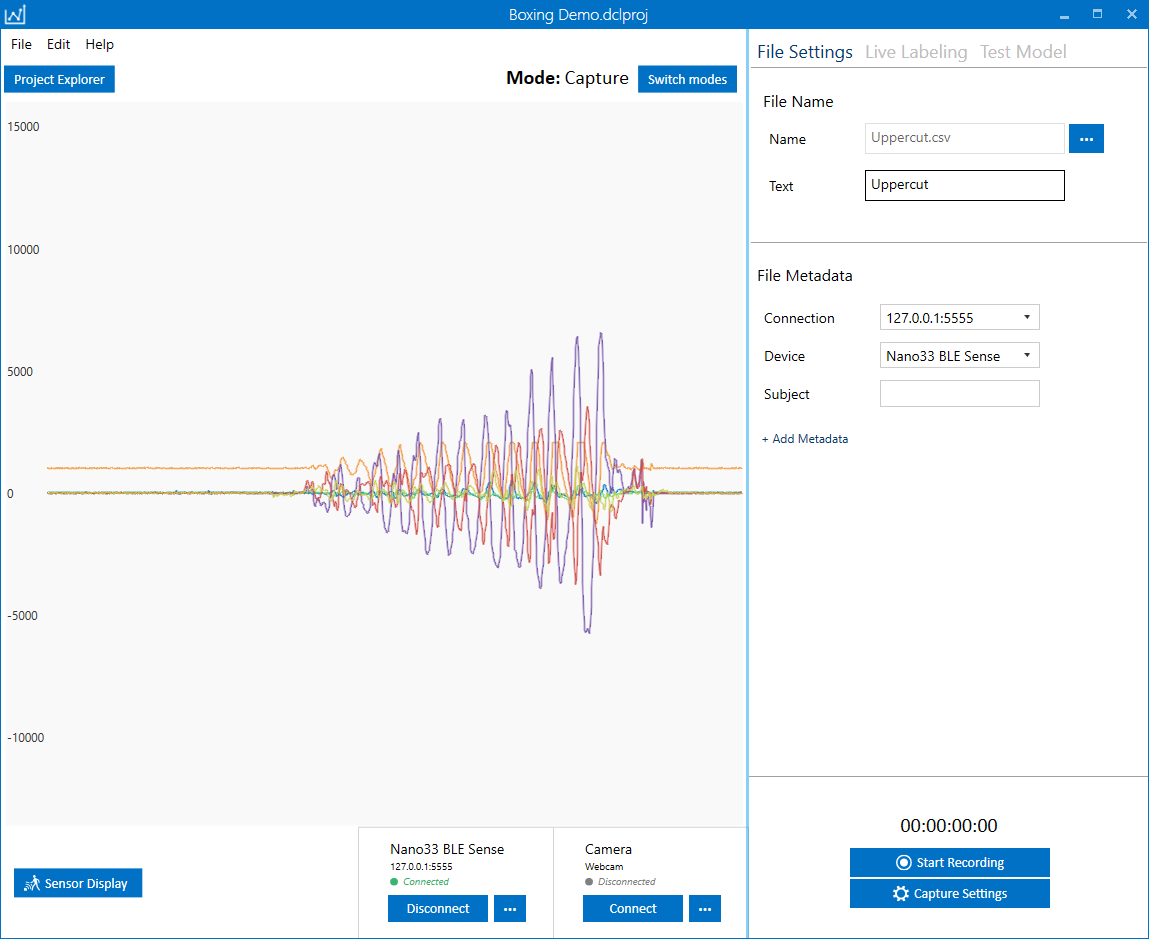 Boxing Demo.dclproj
File Edit Help
Project Explorer
Mode: Capture
Switch modes
15000
10000
5000
0
-5000
-10000
Sensor Display
Nano33 BLE Sense
127.0.0.1:5555
Connected
Disconnect
...
Camera
Webcam
Disconnected
Connect
...
File Settings Live Labeling Test Model
File Name
Name Uppercut.csv ...
Text Uppercut
File Metadata
Connection 127.0.0.1:5555
Device Nano33 BLE Sense
Subject
+ Add Metadata
00:00:00:00
Start Recording
Capture Settings